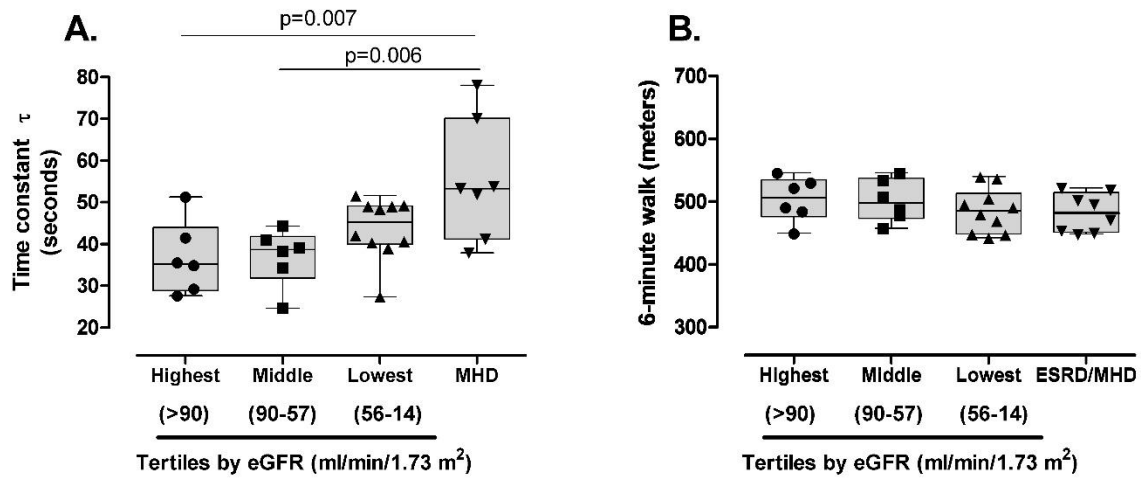 A.
p=0.007
p=0.006
Time constant τ
(seconds)
80
70
60
50
40
30
20
Highest Middle Lowest MHD
(>90) (90-57) (56-14)
Tertiles by eGFR (ml/min/1.73 m²)
B.
6-minute walk (meters)
700
600
500
400
300
Highest Middle Lowest ESRD/MHD
(>90) (90-57) (56-14)
Tertiles by eGFR (ml/min/1.73 m²)